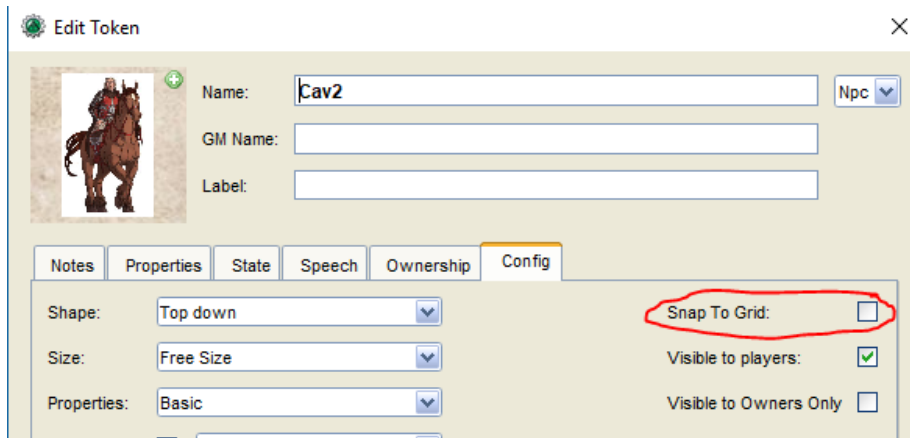 Edit Token
Name: Cav2 Npc
GM Name:
Label:
Notes Properties State Speech Ownership Config
Shape: Top down Snap To Grid:
Size: Free Size Visible to players:
Properties: Basic Visible to Owners Only